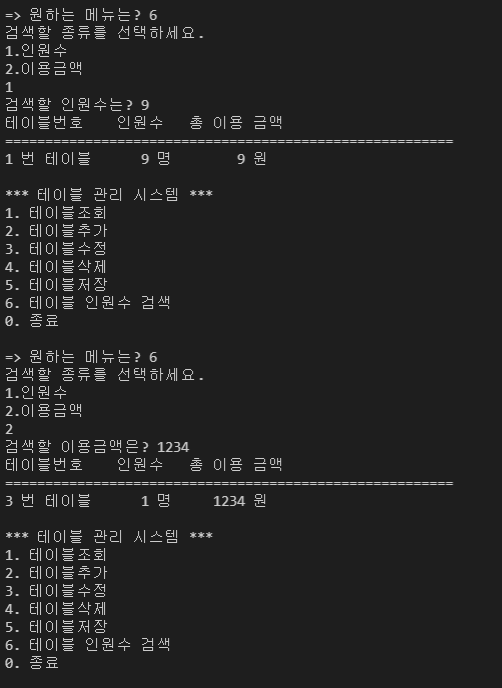 => 원하는 메뉴는? 6
검색할 종류를 선택하세요.
1.인원수
2.이용금액
1
검색할 인원수는? 9
테이블번호 인원수 총 이용 금액
========================================================
1 번 테이블 9 명 9 원
*** 테이블 관리 시스템 ***
1. 테이블조회
2. 테이블추가
3. 테이블수정
4. 테이블삭제
5. 테이블저장
6. 테이블 인원수 검색
0. 종료
=> 원하는 메뉴는? 6
검색할 종류를 선택하세요.
1.인원수
2.이용금액
2
검색할 이용금액은? 1234
테이블번호 인원수 총 이용 금액
========================================================
3 번 테이블 1 명 1234 원
*** 테이블 관리 시스템 ***
1. 테이블조회
2. 테이블추가
3. 테이블수정
4. 테이블삭제
5. 테이블저장
6. 테이블 인원수 검색
0. 종료